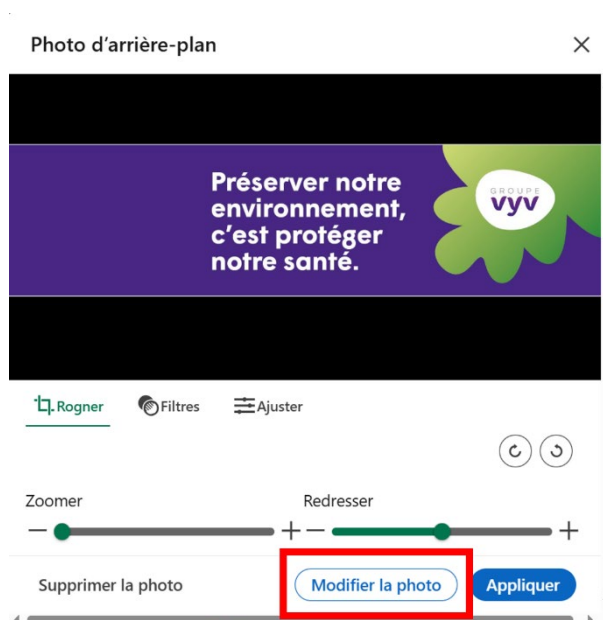 Photo d'arrière-plan
Préserver notre
environnement,
c'est protéger
notre santé.
GROUPE
vyv
Rogner
Filtres
Ajuster
Zoomer
Redresser
Supprimer la photo
Modifier la photo
Appliquer